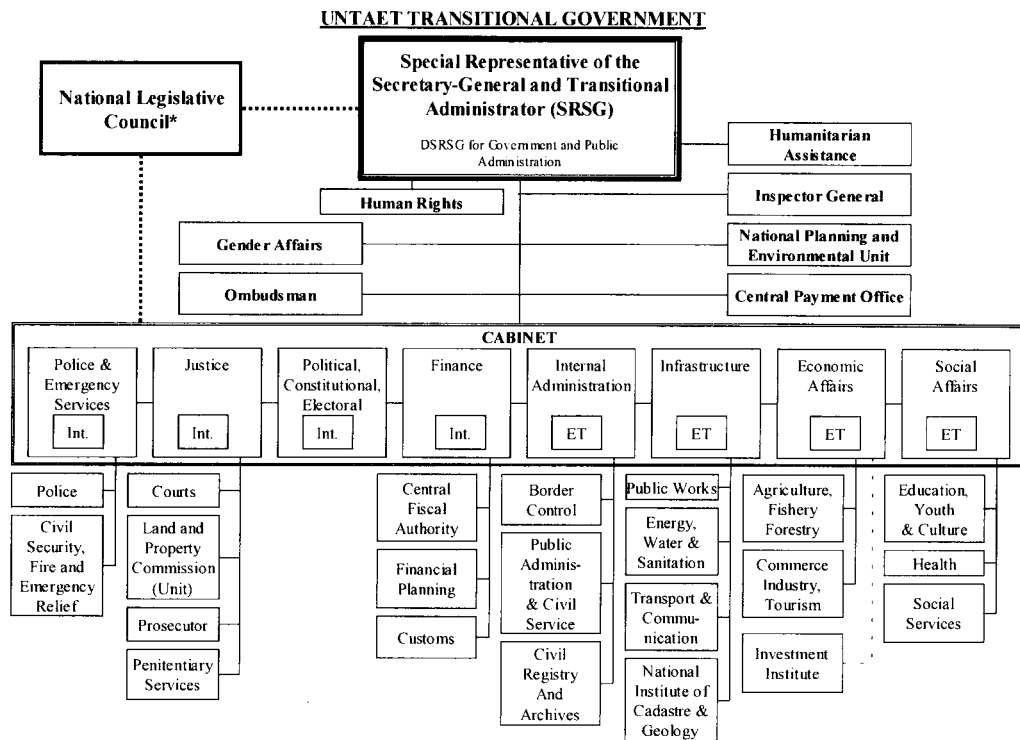 UNTAET TRANSITIONAL GOVERNMENT
Special Representative of the
Secretary-General and Transitional
Administrator (SRSG)
DSRSG for Government and Public
Administration
National Legislative
Council*
Humanitarian
Assistance
Human Rights
Inspector General
Gender Affairs
National Planning and
Environmental Unit
Ombudsman
Central Payment Office
CABINET
Police &
Emergency
Services
Int.
Justice
Int.
Political,
Constitutional,
Electoral
Int.
Finance
Int.
Internal
Administration
ET
Infrastructure
ET
Economic
Affairs
ET
Social
Affairs
ET
Police
Civil
Security,
Fire and
Emergency
Relief
Courts
Land and
Property
Commission
(Unit)
Prosecutor
Penitentiary
Services
Central
Fiscal
Authority
Financial
Planning
Customs
Border
Control
Public
Adminis-
tration
& Civil
Service
Civil
Registry
And
Archives
Public Works
Energy,
Water &
Sanitation
Transport &
Commu-
nication
National
Institute of
Cadastre &
Geology
Agriculture,
Fishery
Forestry
Commerce
Industry,
Tourism
Investment
Institute
Education,
Youth
& Culture
Health
Social
Services